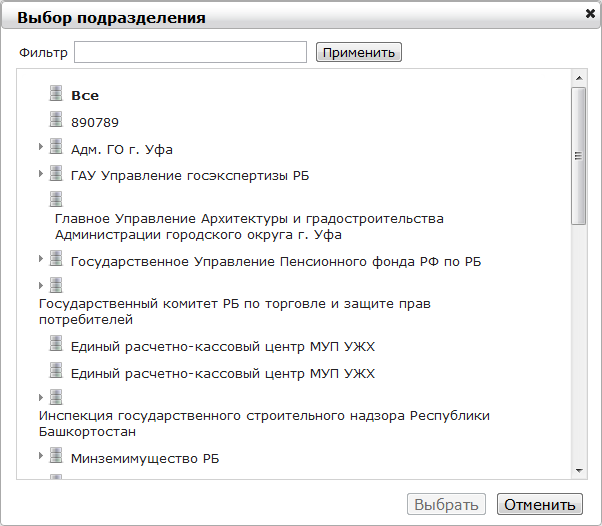 Выбор подразделения
Фильтр Применить
Все
890789
Адм. ГО г. Уфа
ГАУ Управление госэкспертизы РБ
Главное Управление Архитектуры и градостроительства
Администрации городского округа г. Уфа
Государственное Управление Пенсионного фонда РФ по РБ
Государственный комитет РБ по торговле и защите прав
потребителей
Единый расчетно-кассовый центр МУП УЖХ
Единый расчетно-кассовый центр МУП УЖХ
Инспекция государственного строительного надзора Республики
Башкортостан
Минземимущество РБ
Выбрать Отменить